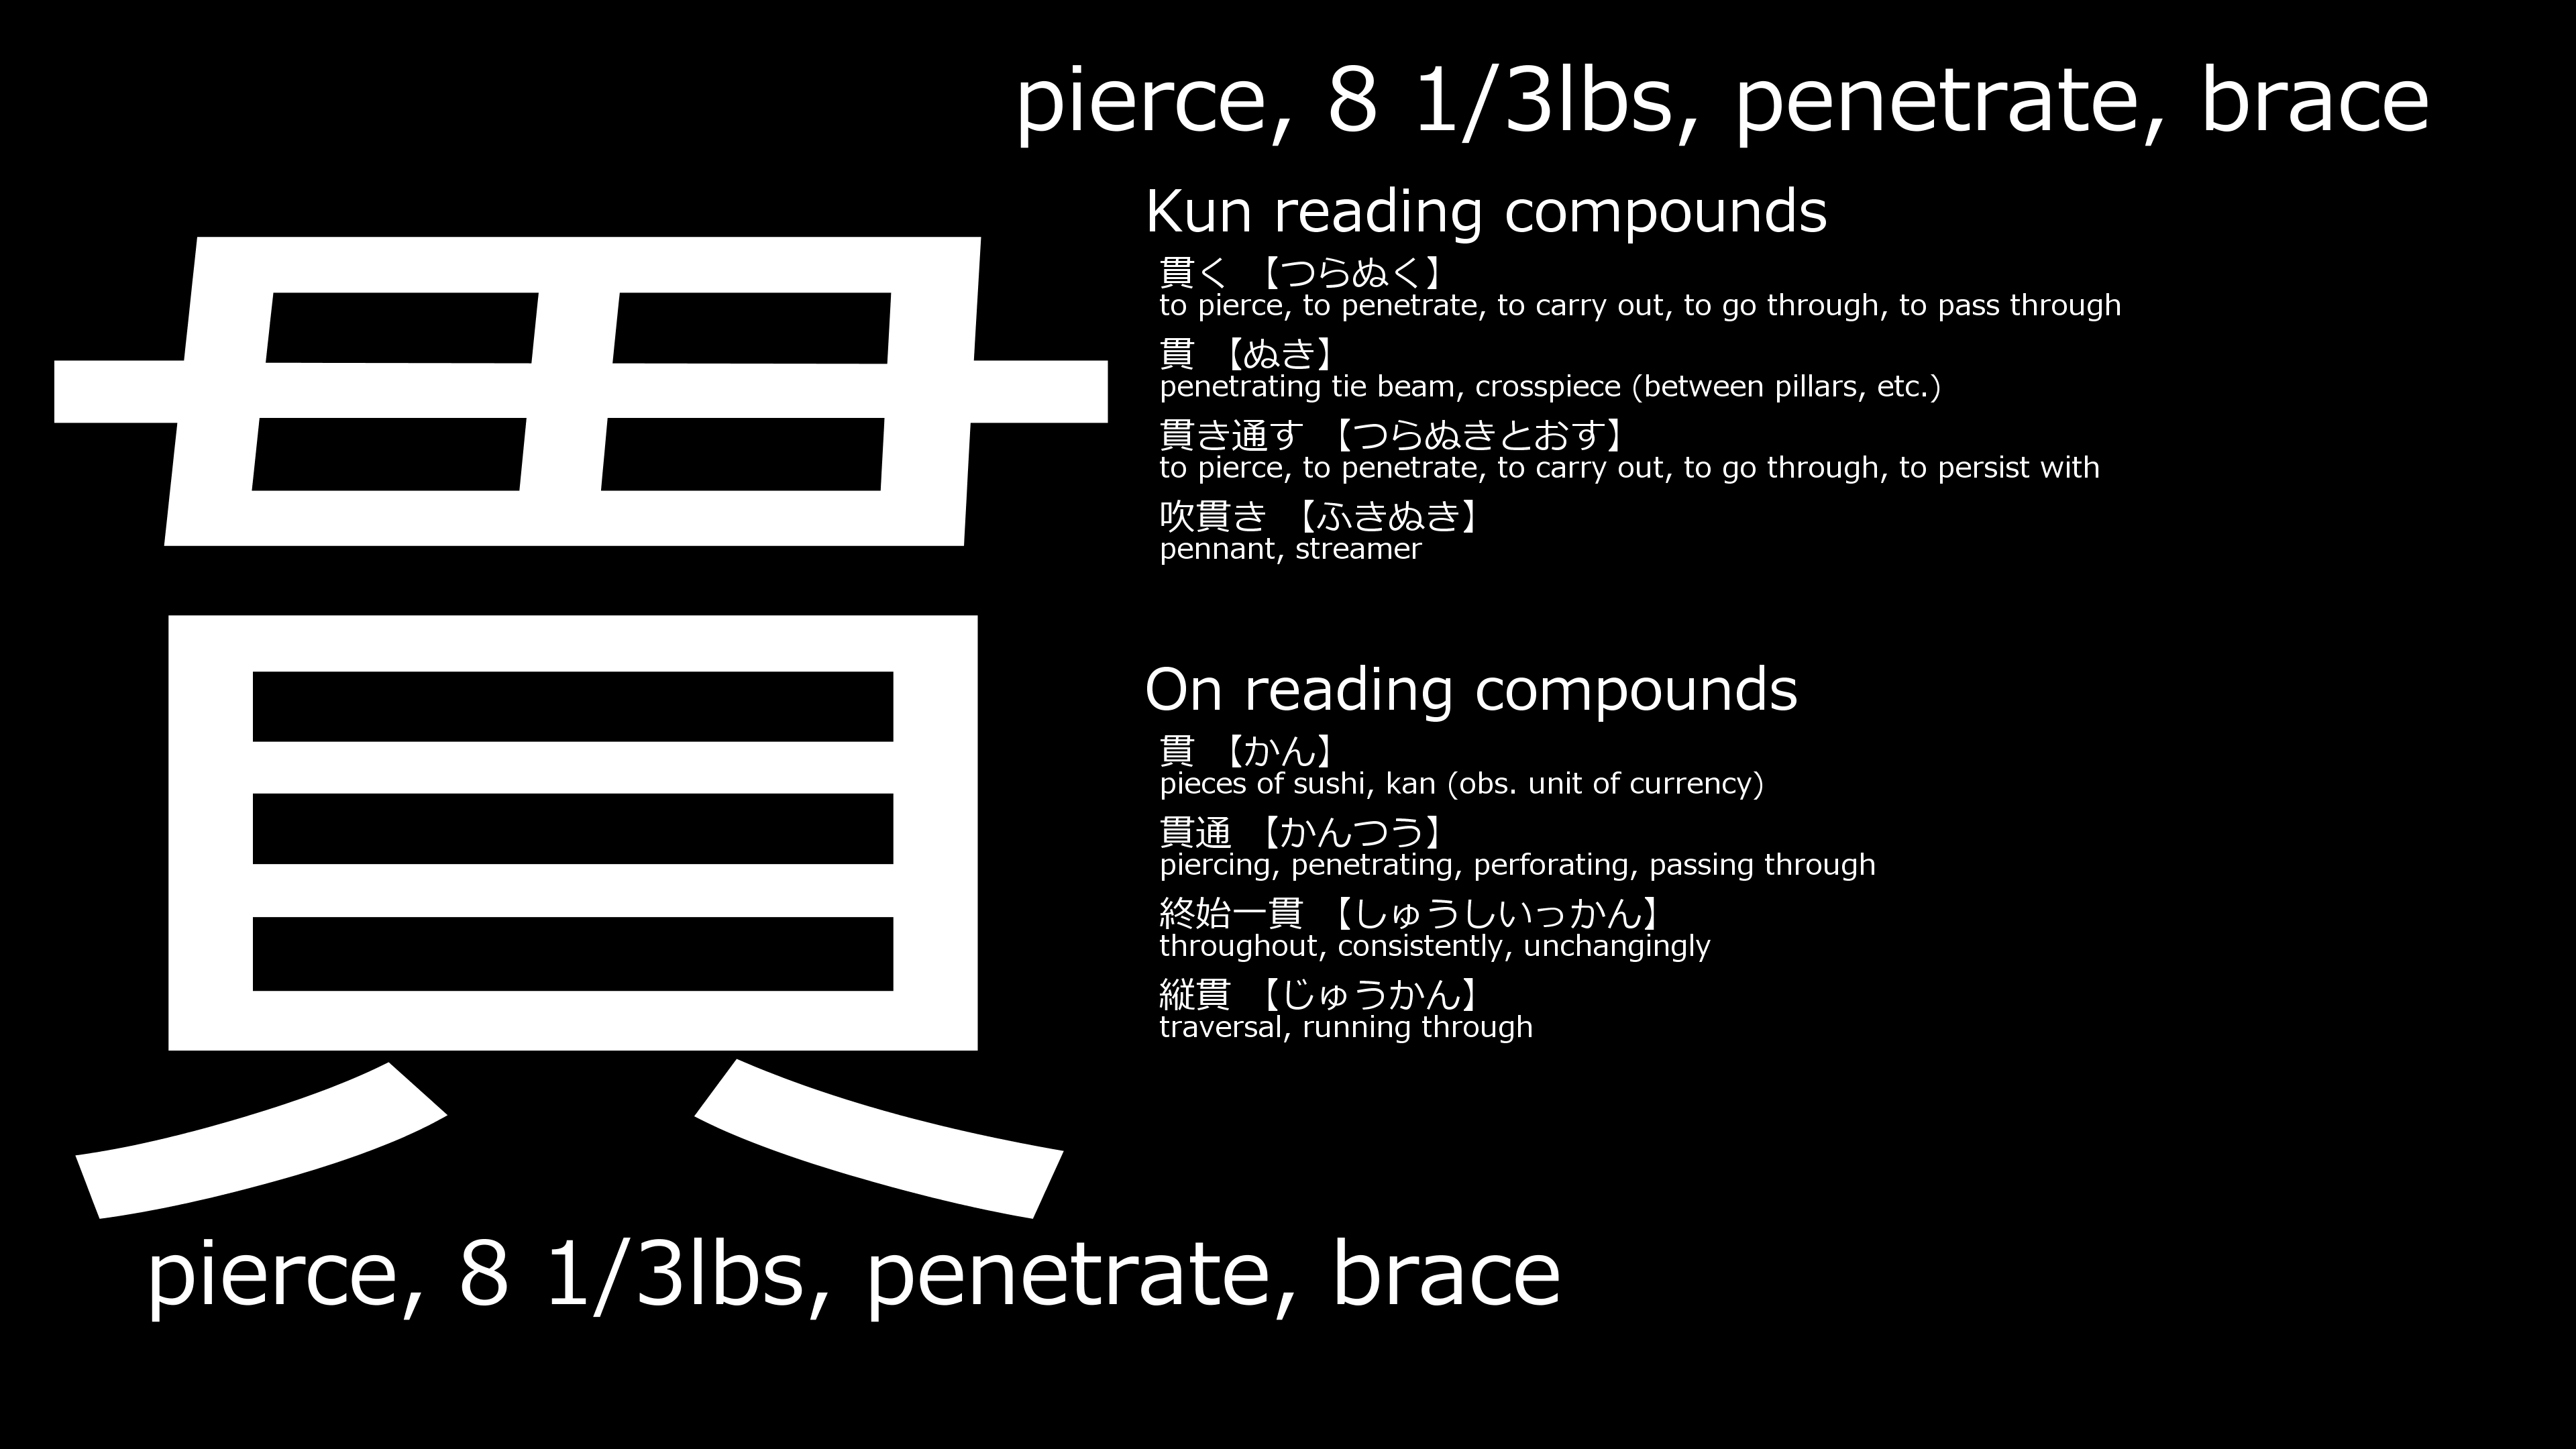 貫
pierce, 8 1/3lbs, penetrate, brace
Kun reading compounds
貫く 【つらぬく】
to pierce, to penetrate, to carry out, to go through, to pass through
貫 【ぬき】
penetrating tie beam, crosspiece (between pillars, etc.)
貫き通す 【つらぬきとおす】
to pierce, to penetrate, to carry out, to go through, to persist with
吹貫き 【ふきぬき】
pennant, streamer
On reading compounds
貫 【かん】
pieces of sushi, kan (obs. unit of currency)
貫通 【かんつう】
piercing, penetrating, perforating, passing through
終始一貫 【しゅうしいっかん】
throughout, consistently, unchangingly
縦貫 【じゅうかん】
traversal, running through
pierce, 8 1/3lbs, penetrate, brace